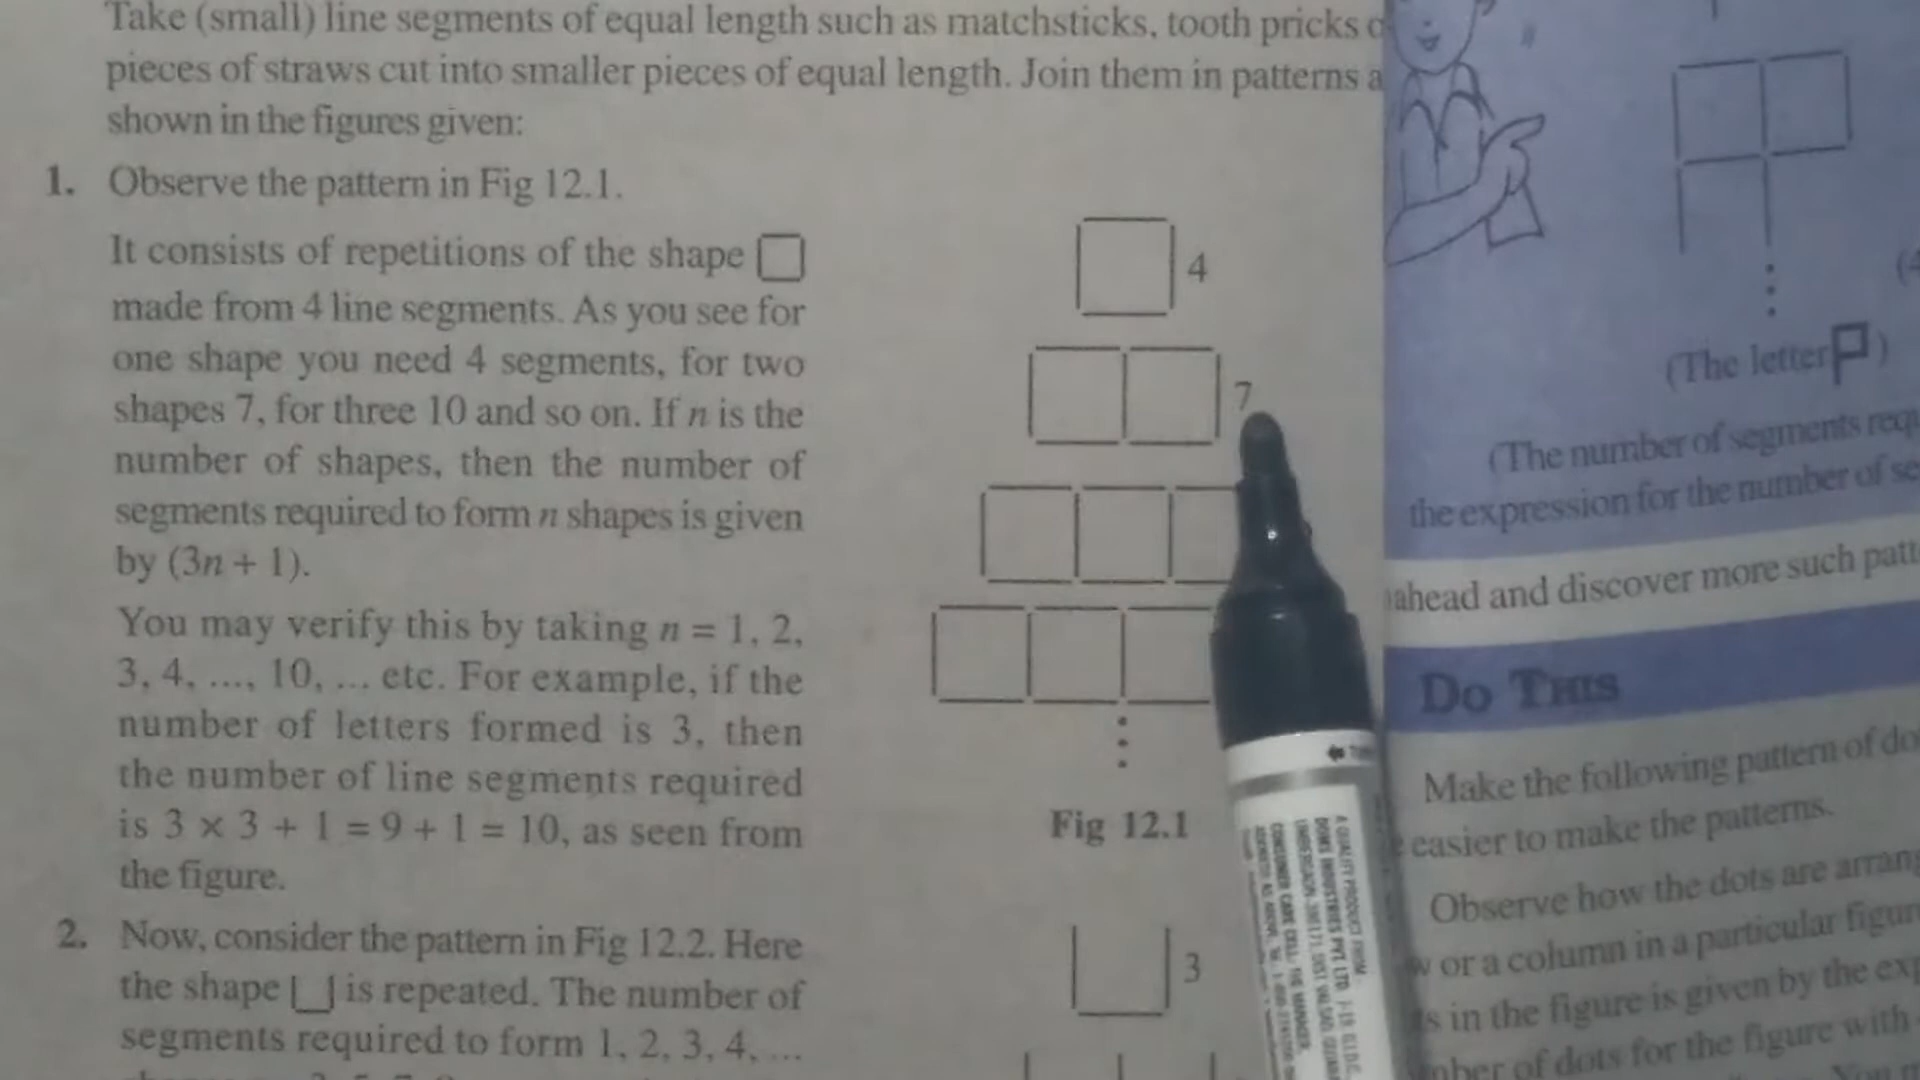 Take (small) line segments of equal length such as matchsticks, tooth pricks
pieces of straws cut into smaller pieces of equal length. Join them in patterns
shown in the figures given:
1. Observe the pattern in Fig 12.1.
It consists of repetitions of the shape
made from 4 line segments. As you see for
one shape you need 4 segments, for two
shapes 7, for three 10 and so on. If n is the
number of shapes, then the number of
segments required to form n shapes is given
by (3n + 1).
You may verify this by taking n = 1, 2,
3, 4, ..., 10, ... etc. For example, if the
number of letters formed is 3, then
the number of line segments required
is 3 × 3 + 1 = 9 + 1 = 10, as seen from
the figure.
2. Now, consider the pattern in Fig 12.2. Here
the shape is repeated. The number of
segments required to form 1, 2, 3, 4, ...
4
7
Fig 12.1
3
(The letter )
(The number of segments
the expression for the number of
ahead and discover more such
DO THIS
Make the following pattern of
easier to make the patterns.
Observe how the dots are
or a column in a particular
in the figure is given by the
of dots for the figure with